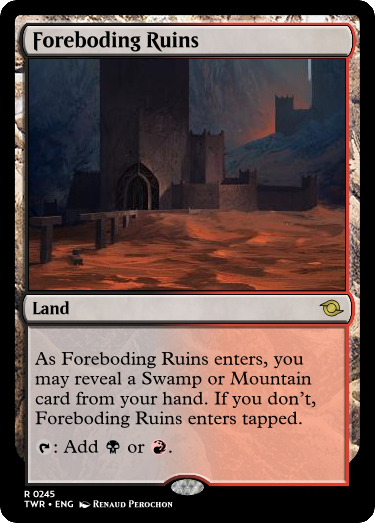 Foreboding Ruins
Land
As Foreboding Ruins enters, you
may reveal a Swamp or Mountain
card from your hand. If you don't,
Foreboding Ruins enters tapped.
: Add or .
R 0245
TWR • ENG Renaud Perochon